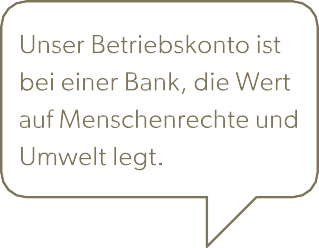 Unser Betriebskonto ist
bei einer Bank, die Wert
auf Menschenrechte und
Umwelt legt.